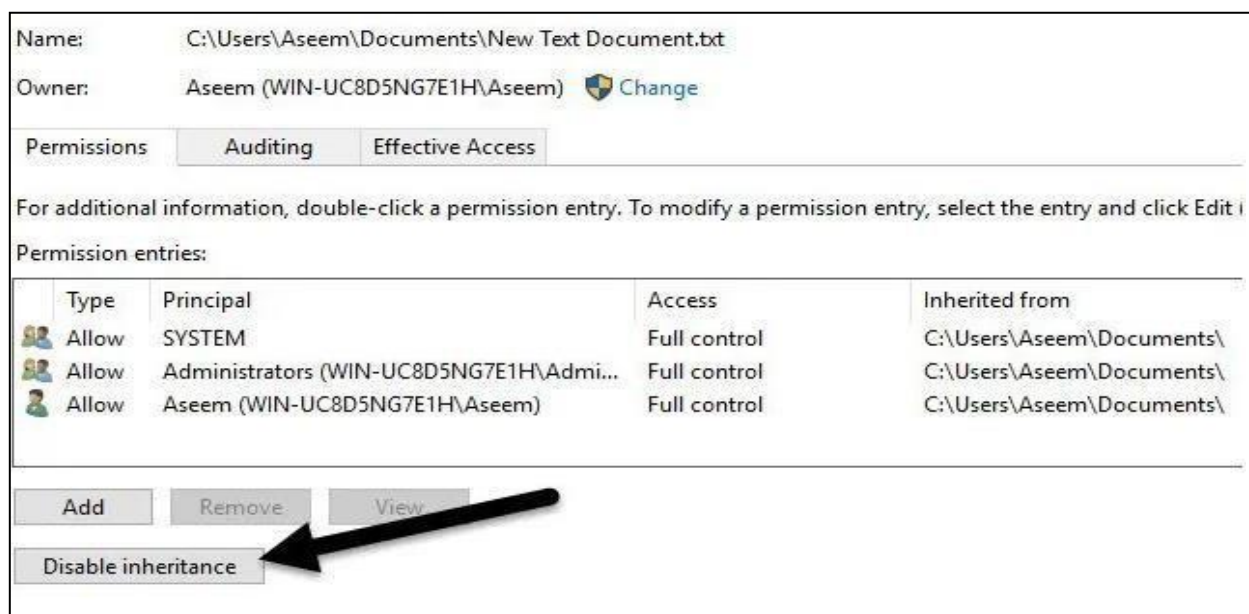 Name: C:\Users\Aseem\Documents\New Text Document.txt
Owner: Aseem (WIN-UC8D5NG7E1H\Aseem) Change
Permissions Auditing Effective Access
For additional information, double-click a permission entry. To modify a permission entry, select the entry and click Edit (
Permission entries:
Type Principal Access Inherited from
Allow SYSTEM Full control C:\Users\Aseem\Documents\
Allow Administrators (WIN-UC8D5NG7E1H\Admi... Full control C:\Users\Aseem\Documents\
Allow Aseem (WIN-UC8D5NG7E1H\Aseem) Full control C:\Users\Aseem\Documents\
Add Remove View
Disable inheritance